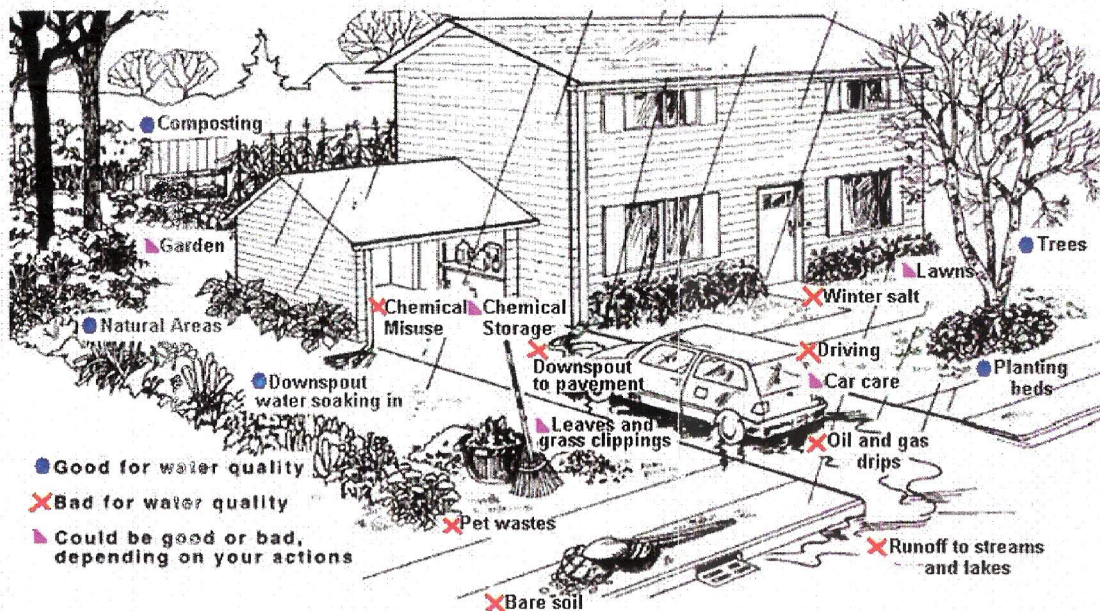 Composting
Garden
Trees
Lawns
Winter salt
Chemical
Misuse
Chemical
Storage
Natural Areas
Driving
Downspout
to pavement
Planting
beds
Downspout
water soaking in
Car care
Leaves and
grass clippings
Oil and gas
drips
Good for water quality
Bad for water quality
Could be good or bad,
depending on your actions
Pet wastes
Runoff to streams
and lakes
Bare soil